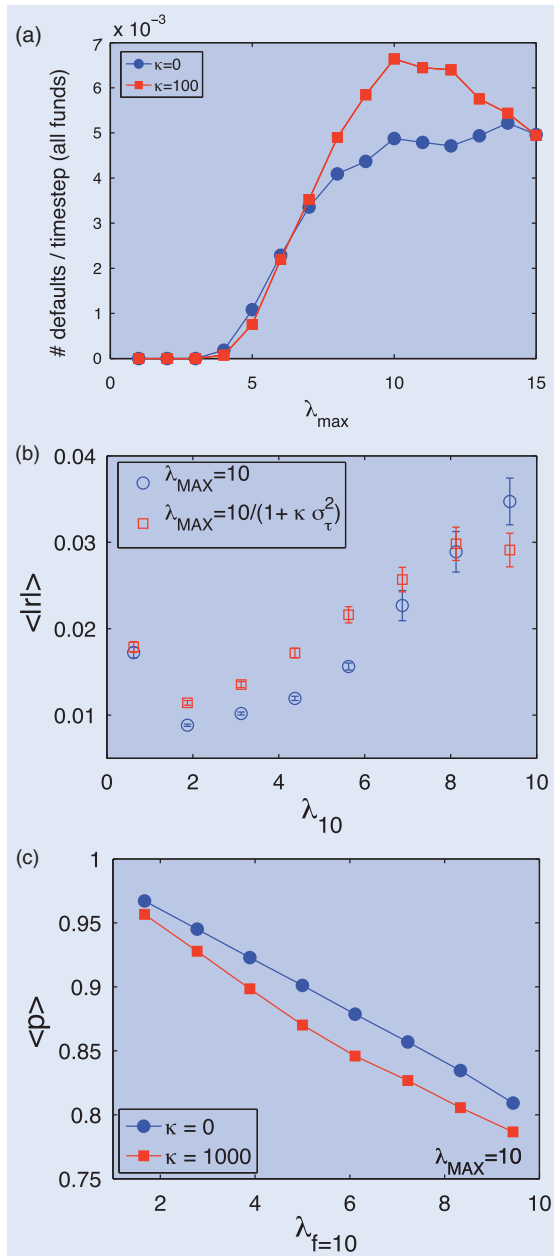 (a)
x 10⁻³
7
6
5
4
3
2
1
0
κ=0
κ=100
# defaults / timestep (all funds)
0 5 10 15
λmax
(b)
0.04
0.03
0.02
0.01
λMAX=10
λMAX=10/(1+ κ στ²)
<|r|>
0 2 4 6 8 10
λ10
(c)
1
0.95
0.9
0.85
0.8
0.75
<p>
κ = 0
κ = 1000
λMAX=10
2 4 6 8 10
λf=10